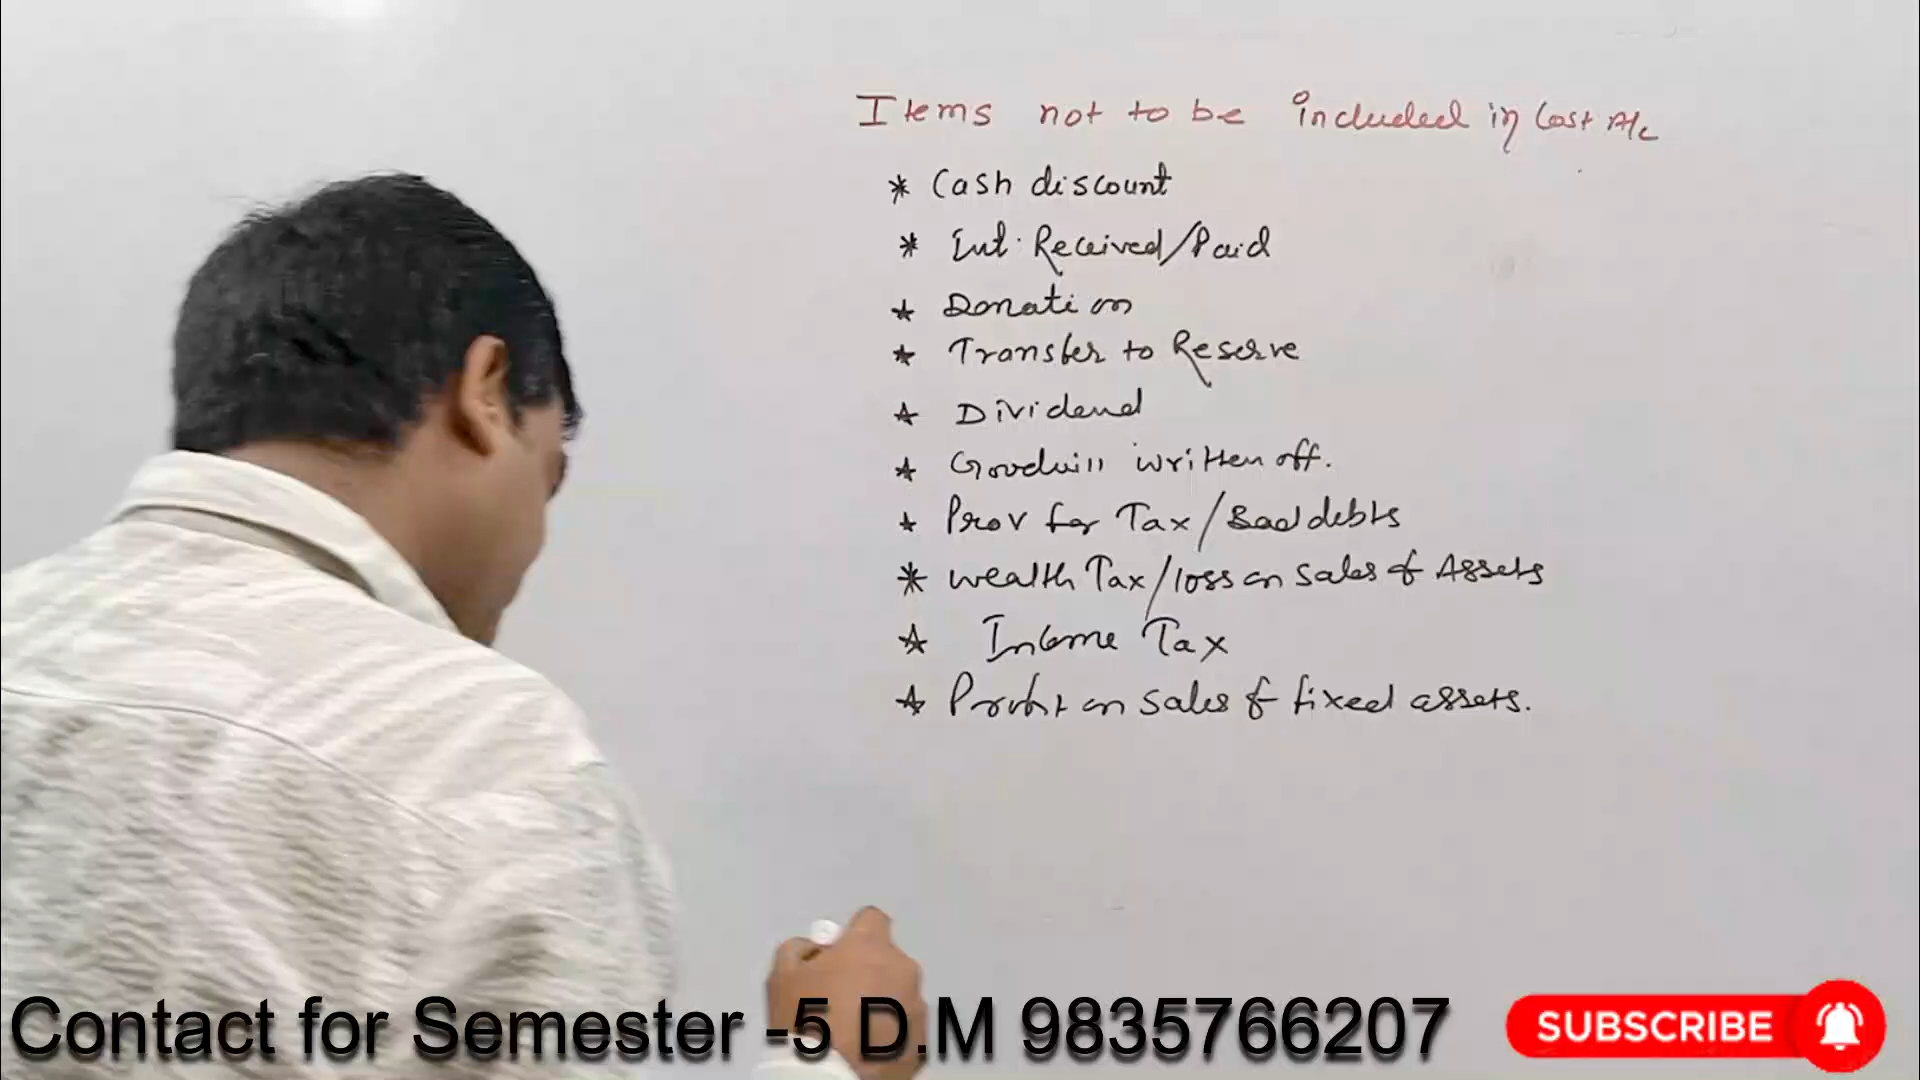 Items not to be included in Cost A/c
* Cash discount
* Int. Received/Paid
* Donation
* Transfer to Reserve
* Dividend
* Goodwill written off.
* Prov for Tax/Bad debts
* Wealth Tax/loss on sales of Assets
* Income Tax
* Profit on sales of fixed assets.
Contact for Semester -5 D.M 9835766207
SUBSCRIBE